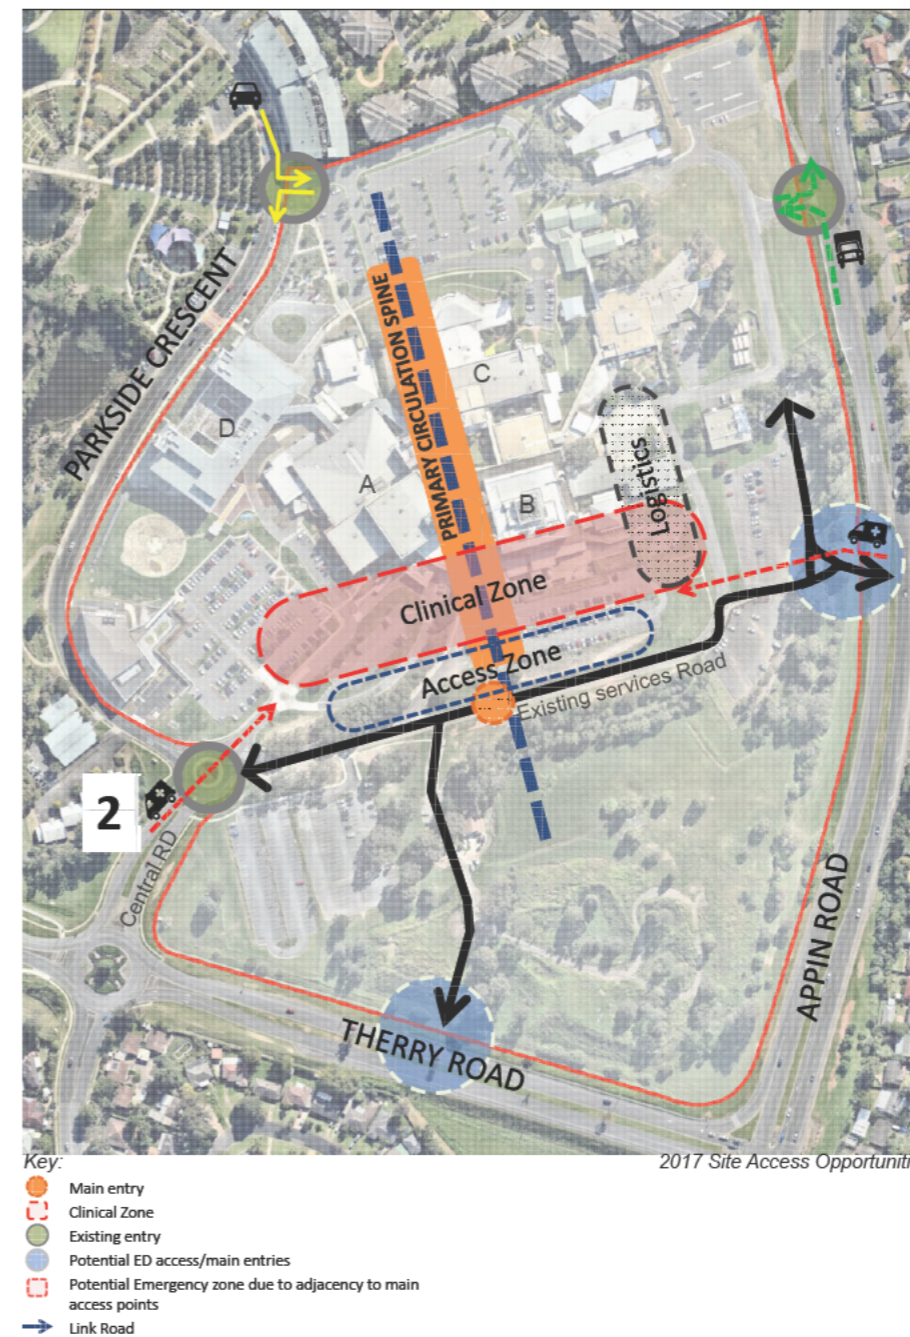 PARKSIDE CRESCENT
PRIMARY CIRCULATION SPINE
C
D
A
B
Logistics
Clinical Zone
Access Zone
Existing services Road
2
Central RD
APPIN ROAD
THERRY ROAD
Key:
2017 Site Access Opportuniti
Main entry
Clinical Zone
Existing entry
Potential ED access/main entries
Potential Emergency zone due to adjacency to main
access points
Link Road